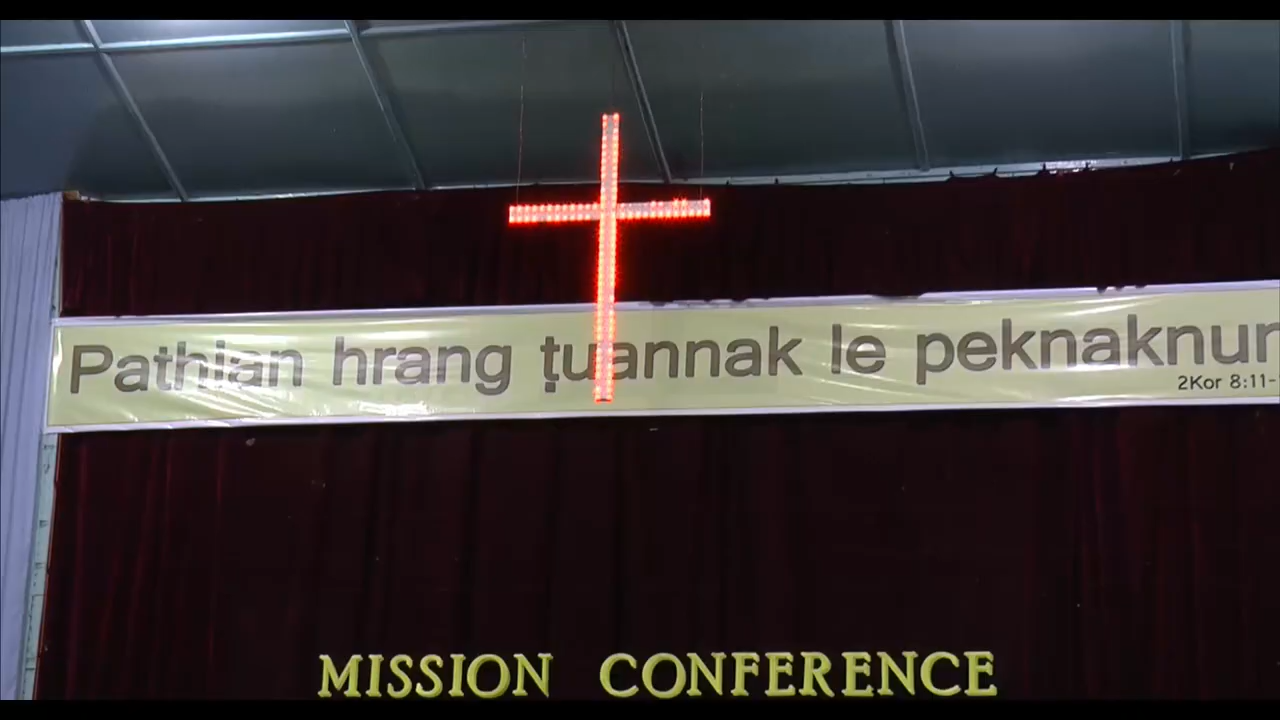 Pathian hrang ṭuannak le peknaknun
2Kor 8:11-
MISSION CONFERENCE